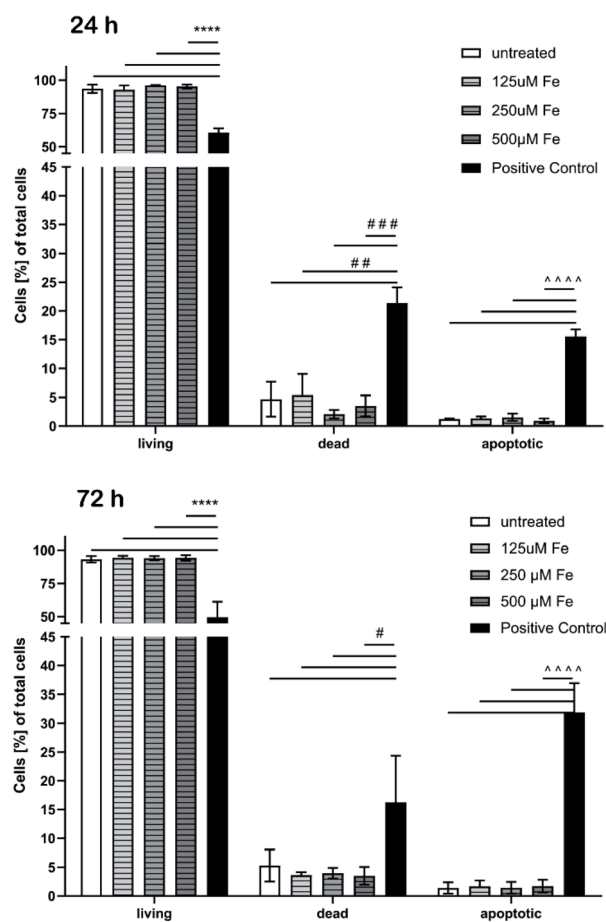 24 h
****
untreated
125uM Fe
250uM Fe
500µM Fe
Positive Control
Cells [%] of total cells
100
75
50
45
40
35
30
25
20
15
10
5
0
# # #
# #
^ ^ ^ ^
living dead apoptotic
72 h
****
untreated
125uM Fe
250 µM Fe
500 µM Fe
Positive Control
Cells [%] of total cells
100
75
50
45
40
35
30
25
20
15
10
5
0
#
^ ^ ^ ^
living dead apoptotic